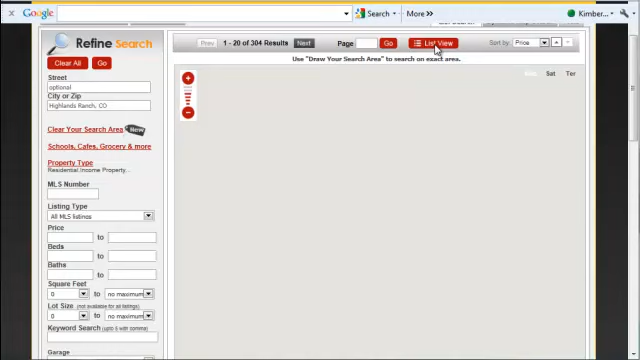 Google
Search
More »
Kimber...
Refine Search
Clear All
Go
Street
optional
City or Zip
Highlands Ranch, CO
Clear Your Search Area New
Schools, Cafes, Grocery & more
Property Type
Residential.Income Property...
MLS Number
Listing Type
All MLS listings
Price
to
Beds
to
Baths
to
Square Feet
0 to no maximum
Lot Size (not available for all listings)
0 to no maximum
Keyword Search (upto 6 with comma)
Garage
Prev 1 - 20 of 304 Results Next Page Go List View Sort by: Price
Use "Draw Your Search Area" to search on exact area.
Sat Ter